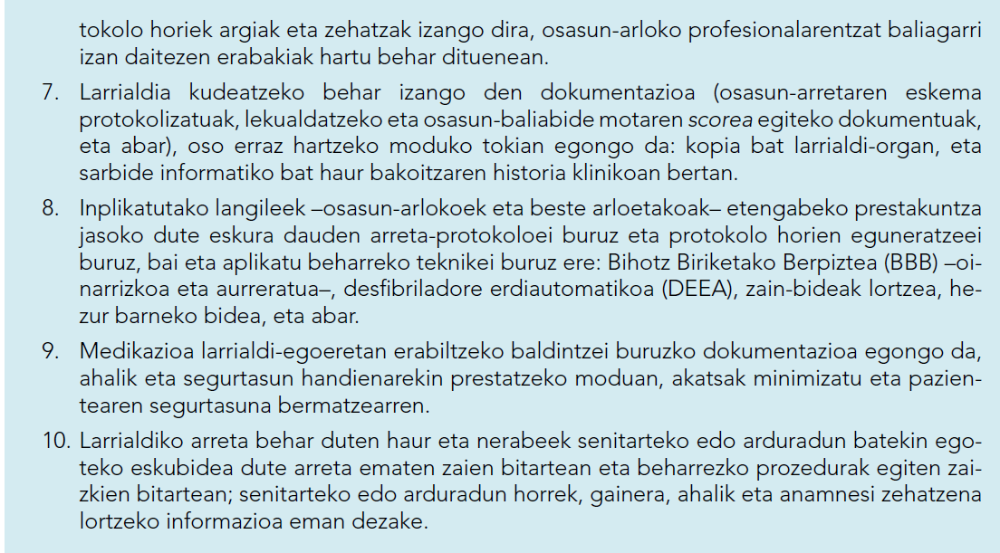 tokolo horiek argiak eta zehatzak izango dira, osasun-arloko profesionalarentzat baliagarri
izan daitezen erabakiak hartu behar dituenean.
7. Larrialdia kudeatzeko behar izango den dokumentazioa (osasun-arretaren eskema
protokolizatuak, lekualdatzeko eta osasun-baliabide motaren scorea egiteko dokumentuak,
eta abar), oso erraz hartzeko moduko tokian egongo da: kopia bat larrialdi-organ, eta
sarbide informatiko bat haur bakoitzaren historia klinikoan bertan.
8. Inplikatutako langileek –osasun-arlokoek eta beste arloetakoak– etengabeko prestakuntza
jasoko dute eskura dauden arreta-protokoloei buruz eta protokolo horien eguneratzeei
buruz, bai eta aplikatu beharreko teknikei buruz ere: Bihotz Biriketako Berpiztea (BBB) –oi-
narrizkoa eta aurreratua–, desfibriladore erdiautomatikoa (DEEA), zain-bideak lortzea, he-
zur barneko bidea, eta abar.
9. Medikazioa larrialdi-egoeretan erabiltzeko baldintzei buruzko dokumentazioa egongo da,
ahalik eta segurtasun handienarekin prestatzeko moduan, akatsak minimizatu eta pazien-
tearen segurtasuna bermatzearren.
10. Larrialdiko arreta behar duten haur eta nerabeek senitarteko edo arduradun batekin ego-
teko eskubidea dute arreta ematen zaien bitartean eta beharrezko prozedurak egiten zai-
zkien bitartean; senitarteko edo arduradun horrek, gainera, ahalik eta anamnesi zehatzena
lortzeko informazioa eman dezake.